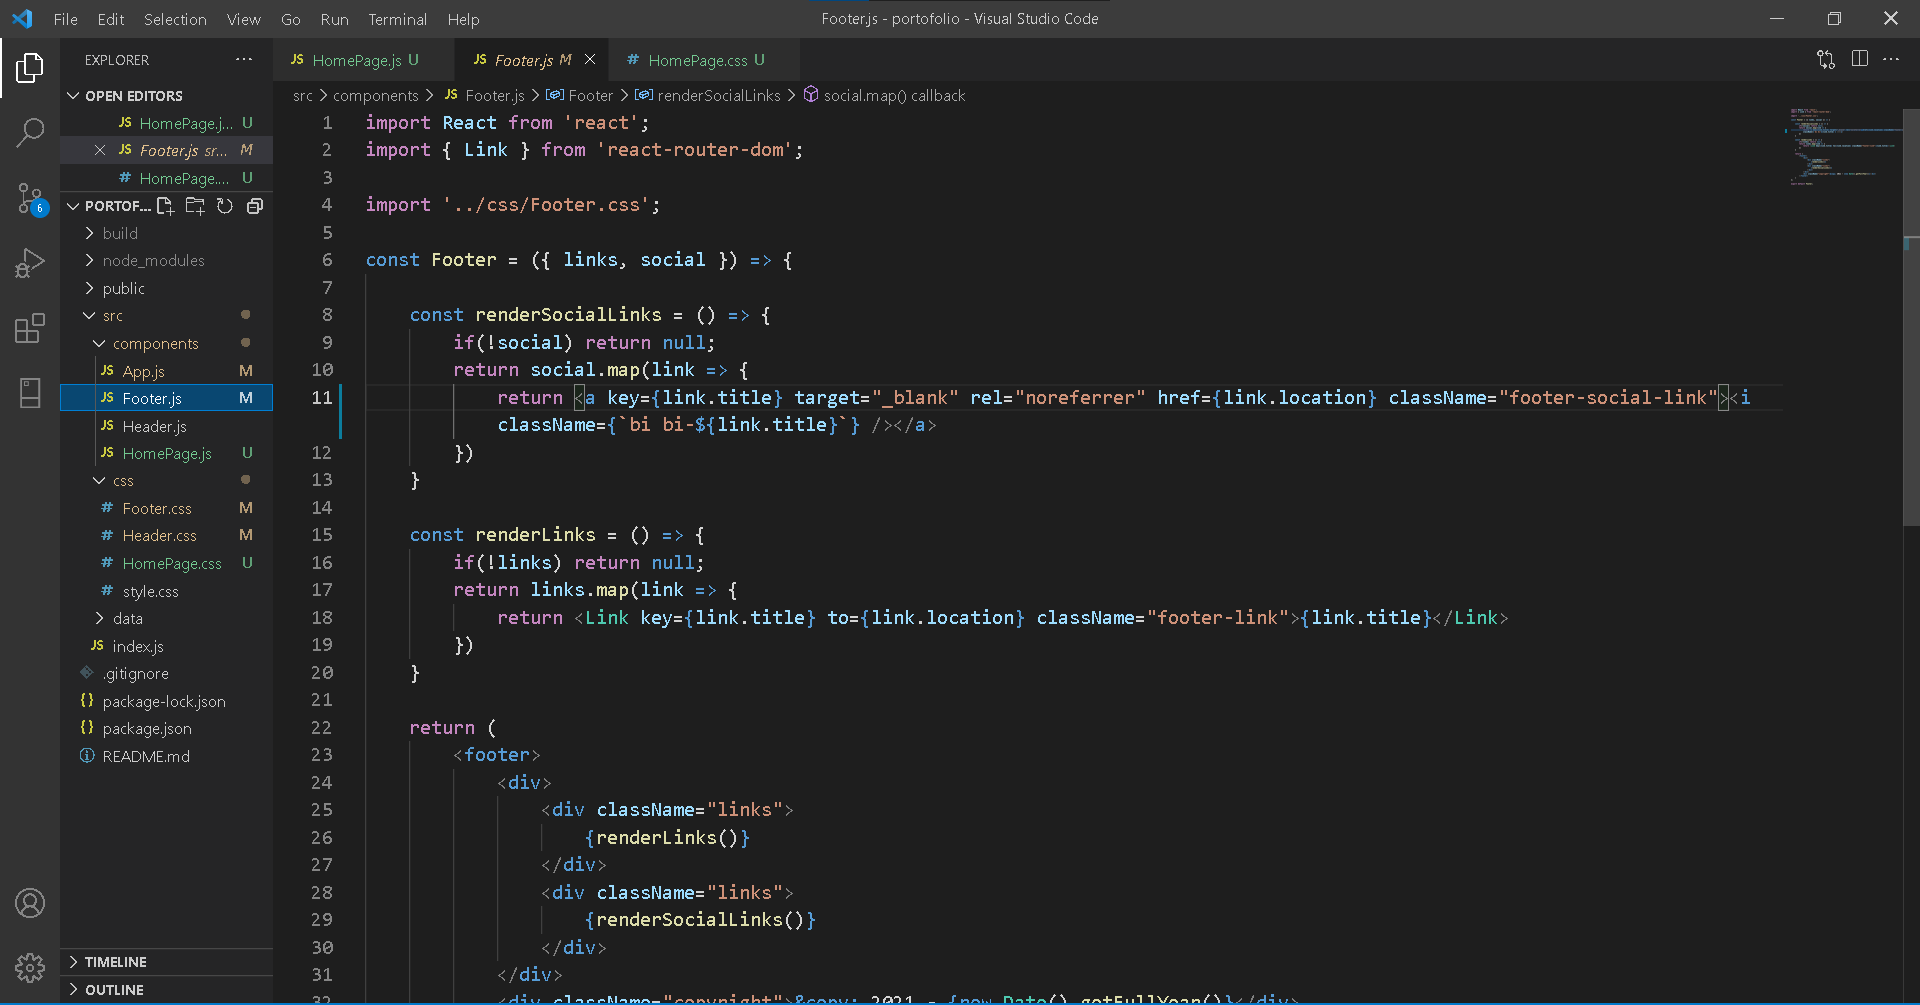 File Edit Selection View Go Run Terminal Help
Footer.js - portofolio - Visual Studio Code
EXPLORER
OPEN EDITORS
JS HomePage.j... U
JS Footer.js sr... M
# HomePage.... U
PORTOF...
build
node_modules
public
src
components
JS App.js M
JS Footer.js M
JS Header.js
JS HomePage.js U
css
# Footer.css M
# Header.css M
# HomePage.css U
# style.css
data
JS index.js
.gitignore
{} package-lock.json
{} package.json
README.md
TIMELINE
OUTLINE
6
JS HomePage.js U
JS Footer.js M
# HomePage.css U
src > components > JS Footer.js > Footer > renderSocialLinks > social.map() callback
1 import React from 'react';
2 import { Link } from 'react-router-dom';
3
4 import '../css/Footer.css';
5
6 const Footer = ({ links, social }) => {
7
8 const renderSocialLinks = () => {
9 if(!social) return null;
10 return social.map(link => {
11 return <a key={link.title} target="_blank" rel="noreferrer" href={link.location} className="footer-social-link"><i
className={`bi bi-${link.title}`} /></a>
12 })
13 }
14
15 const renderLinks = () => {
16 if(!links) return null;
17 return links.map(link => {
18 return <Link key={link.title} to={link.location} className="footer-link">{link.title}</Link>
19 })
20 }
21
22 return (
23 <footer>
24 <div>
25 <div className="links">
26 {renderLinks()}
27 </div>
28 <div className="links">
29 {renderSocialLinks()}
30 </div>
31 </div>
32 <div className="copyright">&copy; 2021 - {new Date().getFullYear()}</div>